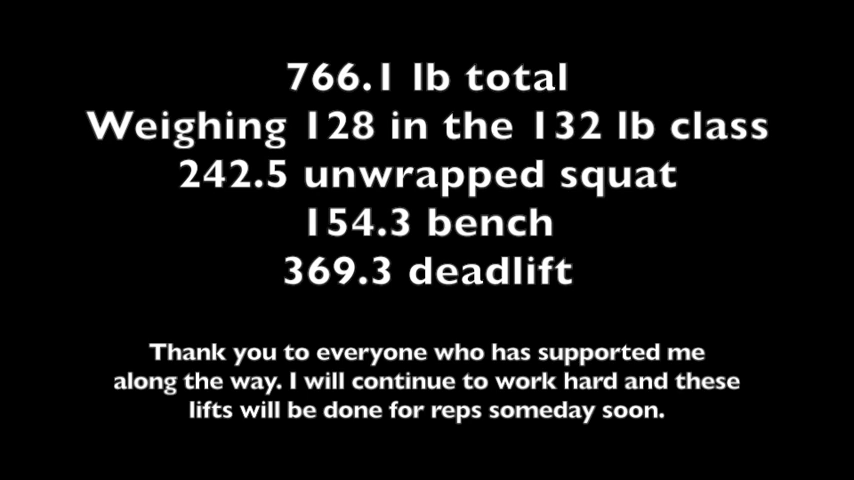 766.1 lb total
Weighing 128 in the 132 lb class
242.5 unwrapped squat
154.3 bench
369.3 deadlift
Thank you to everyone who has supported me
along the way. I will continue to work hard and these
lifts will be done for reps someday soon.